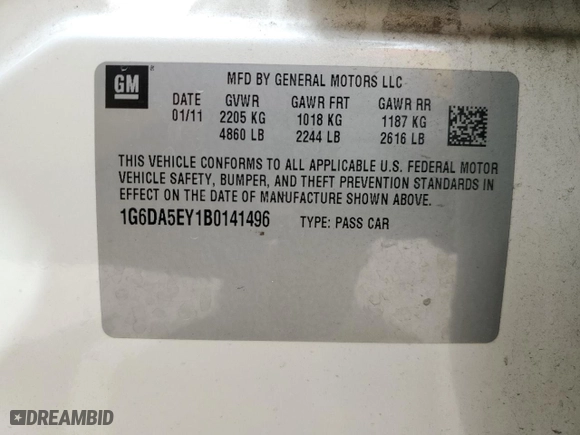 GM
MFD BY GENERAL MOTORS LLC
DATE GVWR GAWR FRT GAWR RR
01/11 2205 KG 1018 KG 1187 KG
4860 LB 2244 LB 2616 LB
THIS VEHICLE CONFORMS TO ALL APPLICABLE U.S. FEDERAL MOTOR
VEHICLE SAFETY, BUMPER, AND THEFT PREVENTION STANDARDS IN
EFFECT ON THE DATE OF MANUFACTURE SHOWN ABOVE.
1G6DA5EY1B0141496 TYPE: PASS CAR
DREAMBID